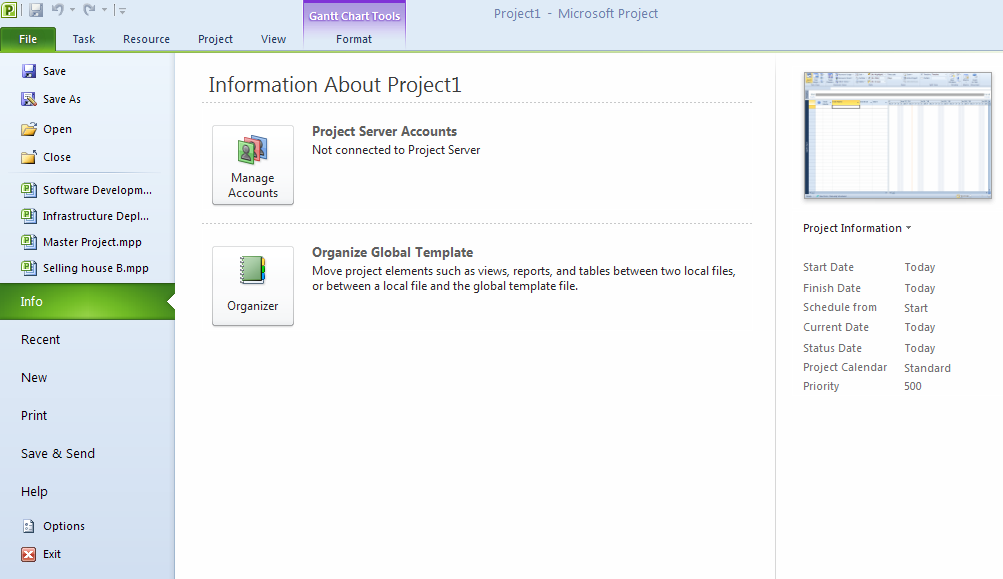 Project1 - Microsoft Project
Gantt Chart Tools
File
Task
Resource
Project
View
Format
Save
Save As
Open
Close
Software Developm...
Infrastructure Depl...
Master Project.mpp
Selling house B.mpp
Info
Recent
New
Print
Save & Send
Help
Options
Exit
Information About Project1
Manage
Accounts
Project Server Accounts
Not connected to Project Server
Organizer
Organize Global Template
Move project elements such as views, reports, and tables between two local files,
or between a local file and the global template file.
Project Information
Start Date Today
Finish Date Today
Schedule from Start
Current Date Today
Status Date Today
Project Calendar Standard
Priority 500